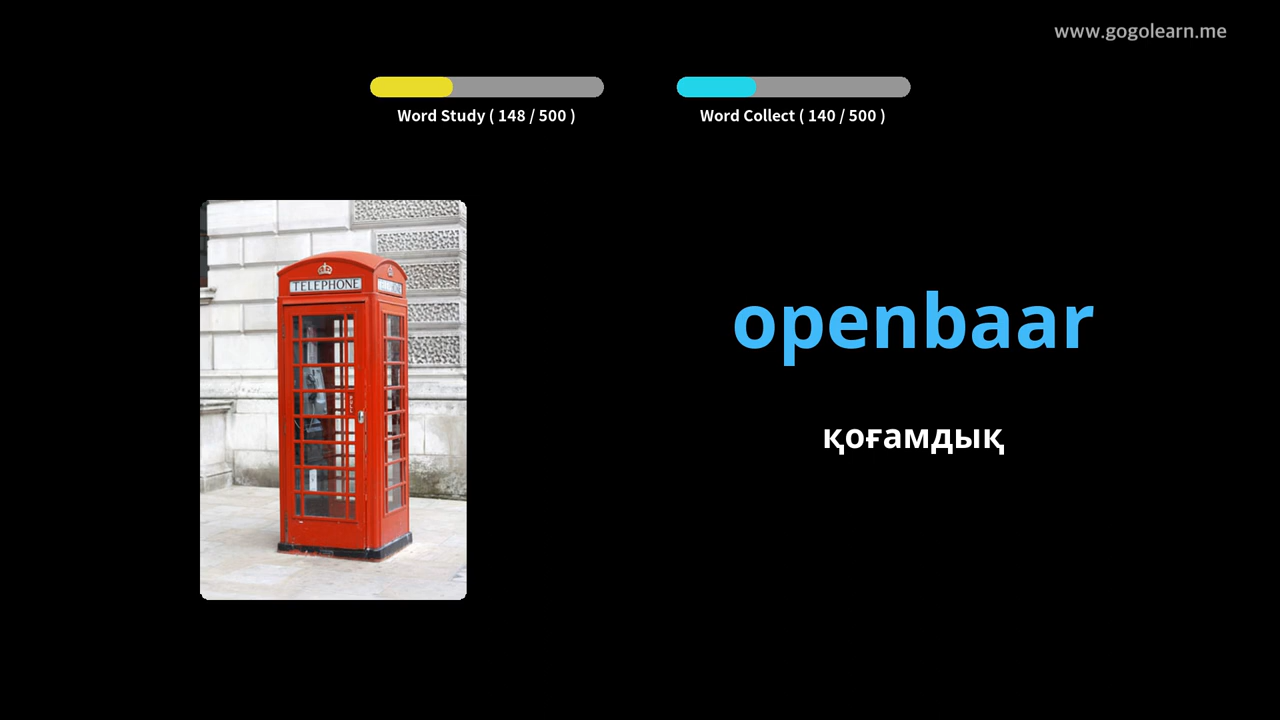 www.gogolearn.me
Word Study ( 148 / 500 )
Word Collect ( 140 / 500 )
TELEPHONE
openbaar
қоғамдық